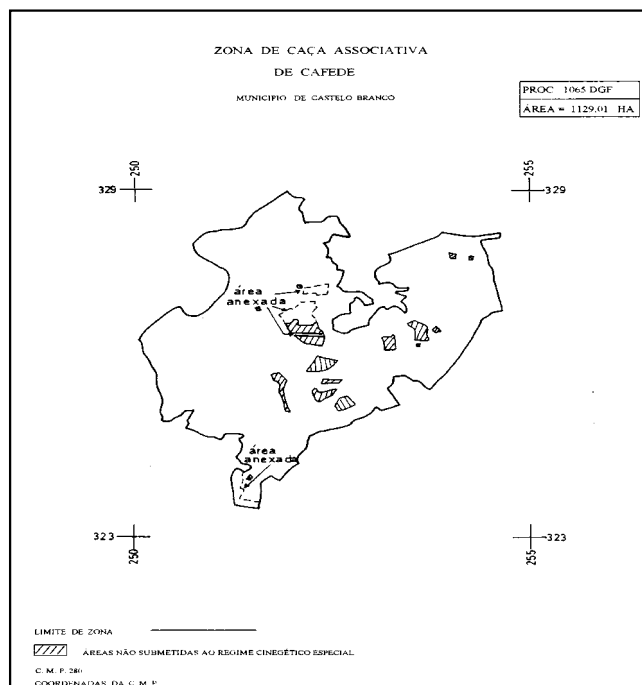 ZONA DE CAÇA ASSOCIATIVA
DE CAFEDE
MUNICIPIO DE CASTELO BRANCO
PROC 1065 DGF
ÁREA = 1129,01 HA
250
255
329
329
área
anexada
área
anexada
323
323
250
255
LIMITE DE ZONA
AREAS NÃO SUBMETIDAS AO REGIME CINEGÉTICO ESPECIAL
C. M. P. 280
COORDENADAS DA C. M. P.